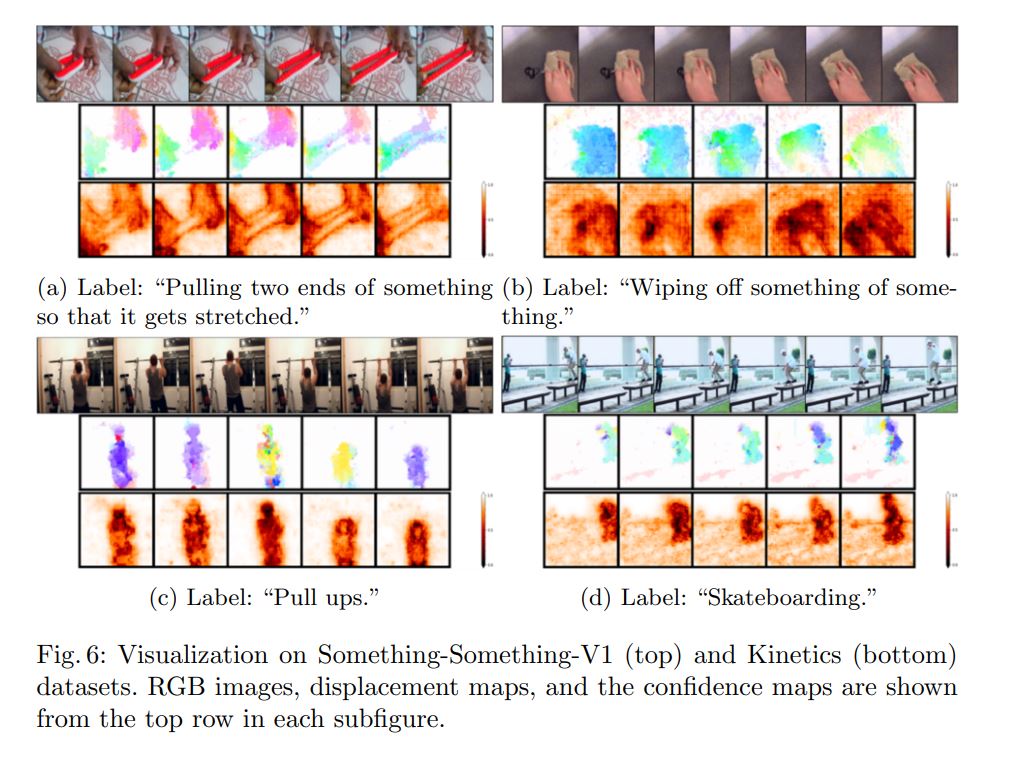 (a) Label: “Pulling two ends of something
so that it gets stretched.”
(b) Label: “Wiping off something of some-
thing.”
(c) Label: “Pull ups.”
(d) Label: “Skateboarding.”
Fig. 6: Visualization on Something-Something-V1 (top) and Kinetics (bottom)
datasets. RGB images, displacement maps, and the confidence maps are shown
from the top row in each subfigure.